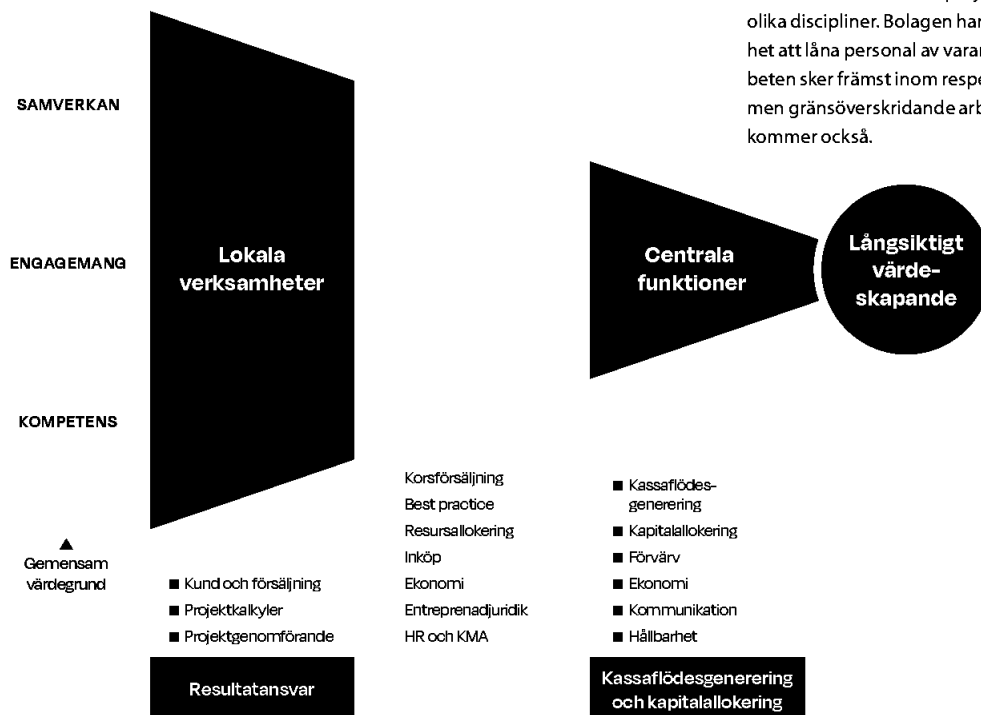 olika discipliner. Bolagen har
het att låna personal av varan
beten sker främst inom respe
men gränsöverskridande arb
kommer också.
SAMVERKAN
ENGAGEMANG
KOMPETENS
▲
Gemensam
värdegrund
Lokala
verksamheter
■ Kund och försäljning
■ Projektkalkyler
■ Projektgenomförande
Resultatansvar
Korsförsäljning
Best practice
Resursallokering
Inköp
Ekonomi
Entreprenadjuridik
HR och KMA
Centrala
funktioner
■ Kassaflödes-
generering
■ Kapitalallokering
■ Förvärv
■ Ekonomi
■ Kommunikation
■ Hållbarhet
Kassaflödesgenerering
och kapitalallokering
Långsiktigt
värde-
skapande